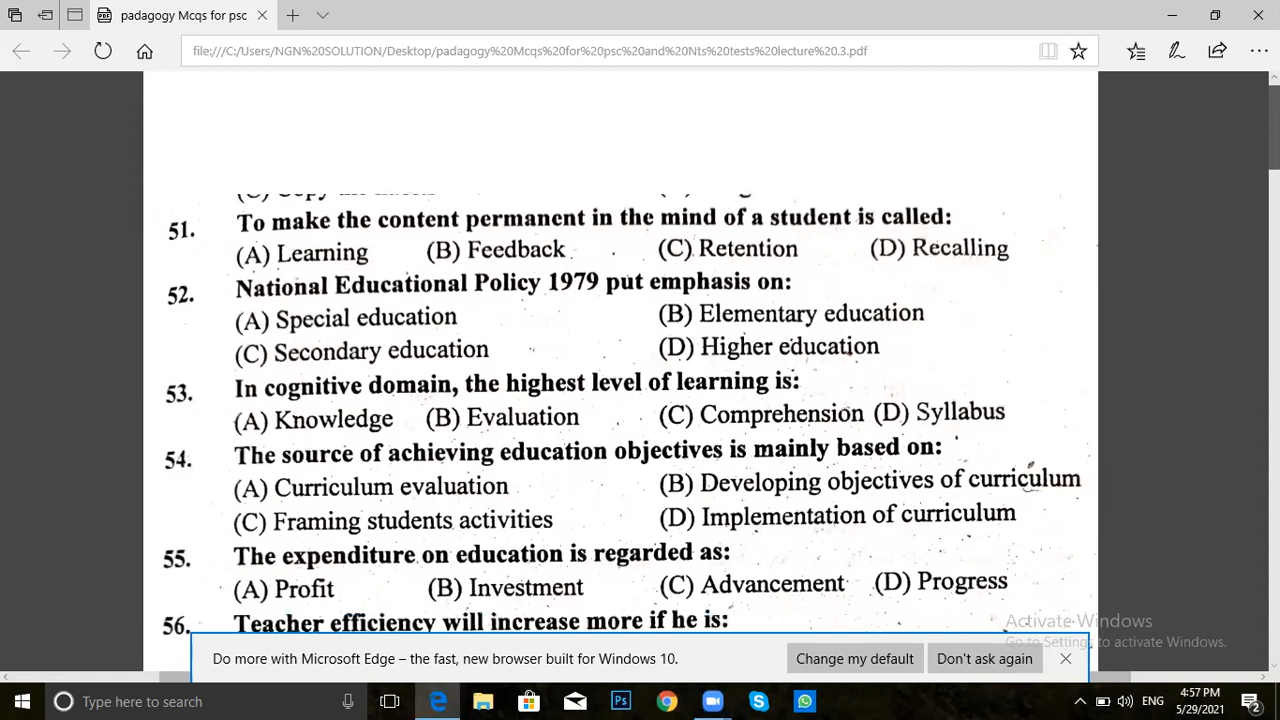 padagogy Mcqs for psc
file:///C:/Users/NGN%20SOLUTION/Desktop/padagogy%20Mcqs%20for%20psc%20and%20Nts%20tests%20lecture%20.3.pdf
51. To make the content permanent in the mind of a student is called:
(A) Learning (B) Feedback (C) Retention (D) Recalling
52. National Educational Policy 1979 put emphasis on:
(A) Special education (B) Elementary education
(C) Secondary education (D) Higher education
53. In cognitive domain, the highest level of learning is:
(A) Knowledge (B) Evaluation (C) Comprehension (D) Syllabus
54. The source of achieving education objectives is mainly based on:
(A) Curriculum evaluation (B) Developing objectives of curriculum
(C) Framing students activities (D) Implementation of curriculum
55. The expenditure on education is regarded as:
(A) Profit (B) Investment (C) Advancement (D) Progress
56. Teacher efficiency will increase more if he is:
Activate Windows
Go to Settings to activate Windows.
Do more with Microsoft Edge – the fast, new browser built for Windows 10. Change my default Don't ask again
Type here to search
ENG
4:57 PM
5/29/2021
2